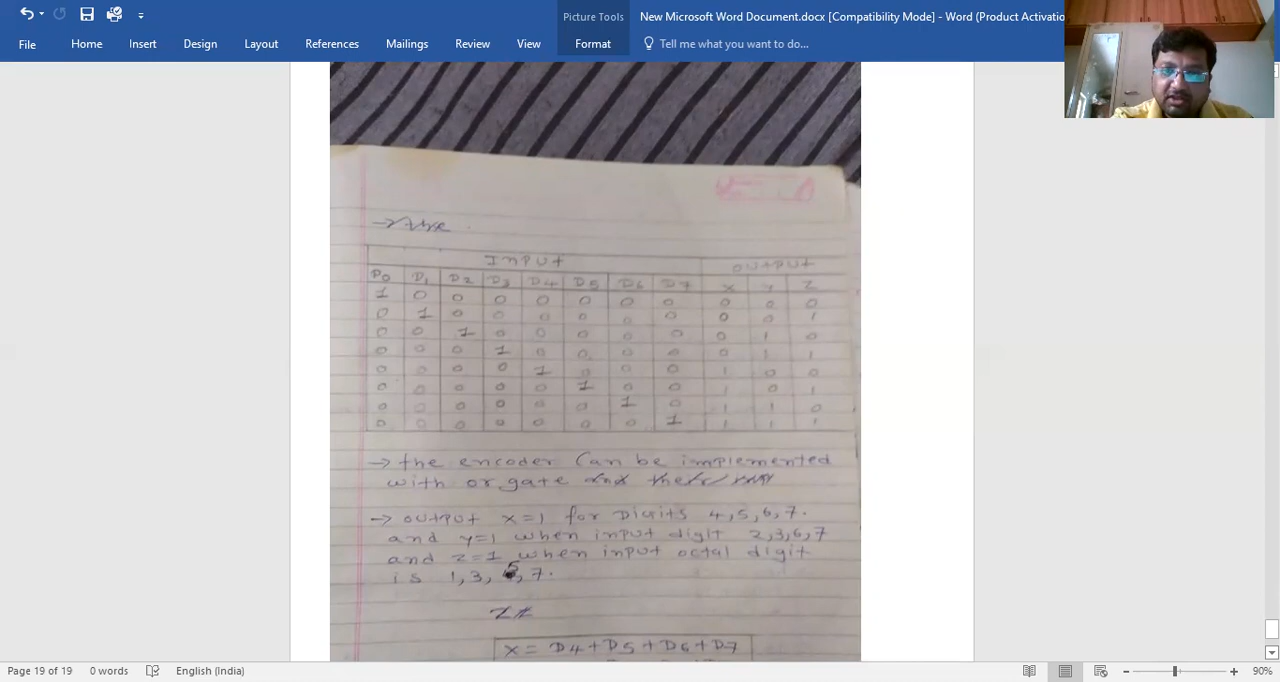 New Microsoft Word Document.docx [Compatibility Mode] - Word (Product Activatio
Picture Tools
File Home Insert Design Layout References Mailings Review View Format Tell me what you want to do...
INPUT OUTPUT
D0 D1 D2 D3 D4 D5 D6 D7 X Y Z
1 0 0 0 0 0 0 0 0 0 0
0 1 0 0 0 0 0 0 0 0 1
0 0 1 0 0 0 0 0 0 1 0
0 0 0 1 0 0 0 0 0 1 1
0 0 0 0 1 0 0 0 1 0 0
0 0 0 0 0 1 0 0 1 0 1
0 0 0 0 0 0 1 0 1 1 0
0 0 0 0 0 0 0 1 1 1 1
→ the encoder can be implemented
with or gate
→ output x=1 for Digits 4,5,6,7.
and y=1 when input digit 2,3,6,7
and z=1 when input octal digit
is 1,3,5,7.
X = D4+D5+D6+D7
Page 19 of 19 0 words English (India) 90%